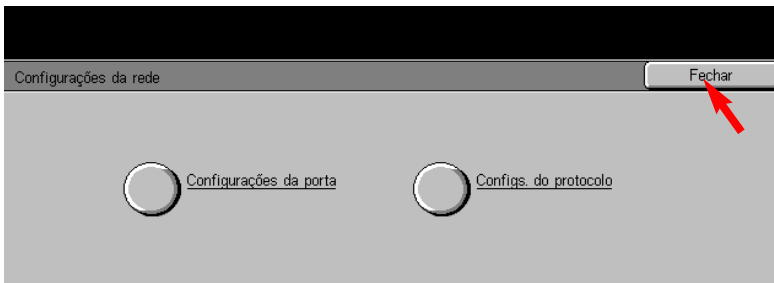 Configurações da rede
Fechar
Configurações da porta
Configs. do protocolo